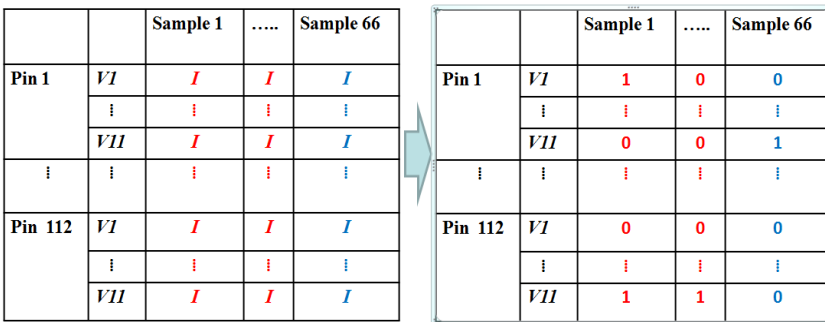 Sample 1 ..... Sample 66
Pin 1 V1 I I I
⁞ ⁞ ⁞ ⁞
V11 I I I
⁞ ⁞ ⁞ ⁞ ⁞
Pin 112 V1 I I I
⁞ ⁞ ⁞ ⁞
V11 I I I
Sample 1 ..... Sample 66
Pin 1 V1 1 0 0
⁞ ⁞ ⁞ ⁞
V11 0 0 1
⁞ ⁞ ⁞ ⁞ ⁞
Pin 112 V1 0 0 0
⁞ ⁞ ⁞ ⁞
V11 1 1 0